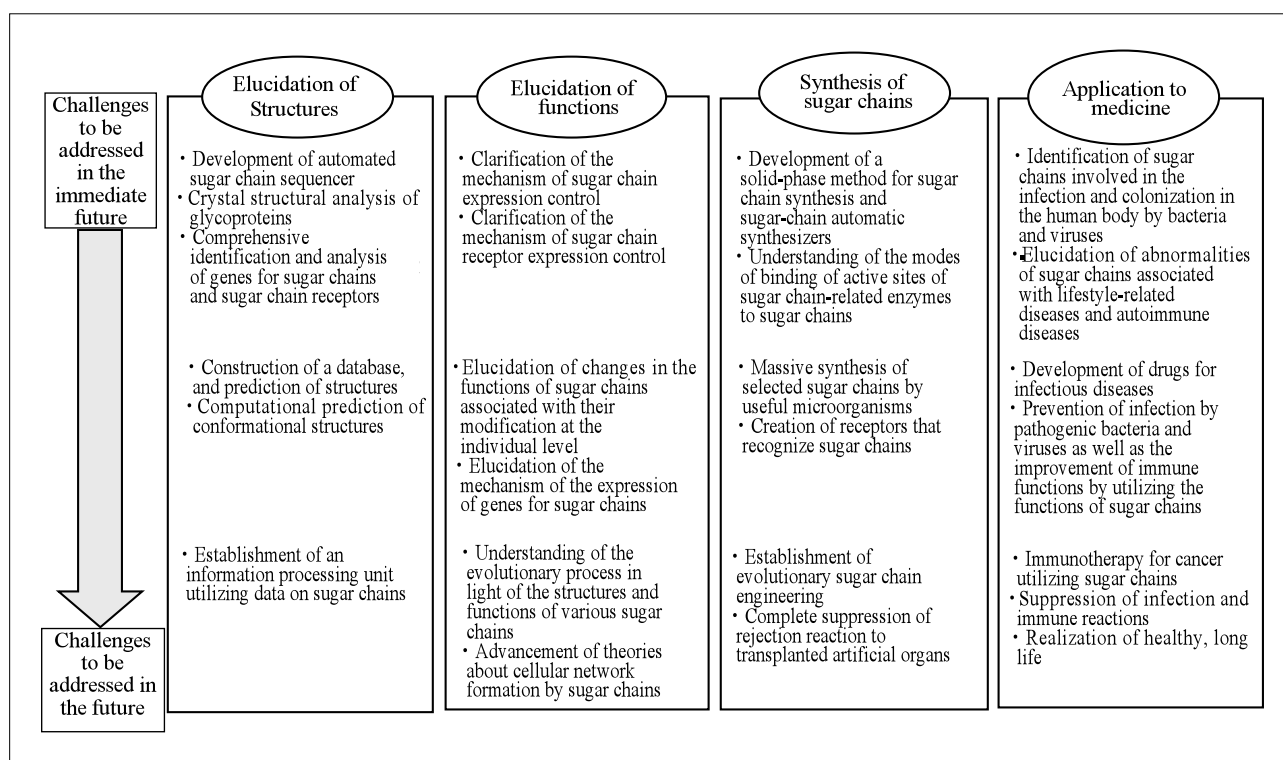 Challenges
to be
addressed
in the
immediate
future
Challenges
to be
addressed in
the future
Elucidation of
Structures
・Development of automated
sugar chain sequencer
・Crystal structural analysis of
glycoproteins
・Comprehensive
identification and analysis
of genes for sugar chains
and sugar chain receptors
・Construction of a database,
and prediction of structures
・Computational prediction of
conformational structures
・Establishment of an
information processing unit
utilizing data on sugar chains
Elucidation of
functions
・Clarification of the
mechanism of sugar chain
expression control
・Clarification of the
mechanism of sugar chain
receptor expression control
・Elucidation of changes in the
functions of sugar chains
associated with their
modification at the
individual level
・Elucidation of the
mechanism of the expression
of genes for sugar chains
・Understanding of the
evolutionary process in
light of the structures and
functions of various sugar
chains
・Advancement of theories
about cellular network
formation by sugar chains
Synthesis of
sugar chains
・Development of a
solid-phase method for sugar
chain synthesis and
sugar-chain automatic
synthesizers
・Understanding of the modes
of binding of active sites of
sugar chain-related enzymes
to sugar chains
・Massive synthesis of
selected sugar chains by
useful microorganisms
・Creation of receptors that
recognize sugar chains
・Establishment of
evolutionary sugar chain
engineering
・Complete suppression of
rejection reaction to
transplanted artificial organs
Application to
medicine
・Identification of sugar
chains involved in the
infection and colonization in
the human body by bacteria
and viruses
・Elucidation of abnormalities
of sugar chains associated
with lifestyle-related
diseases and autoimmune
diseases
・Development of drugs for
infectious diseases
・Prevention of infection by
pathogenic bacteria and
viruses as well as the
improvement of immune
functions by utilizing the
functions of sugar chains
・Immunotherapy for cancer
utilizing sugar chains
・Suppression of infection and
immune reactions
・Realization of healthy, long
life